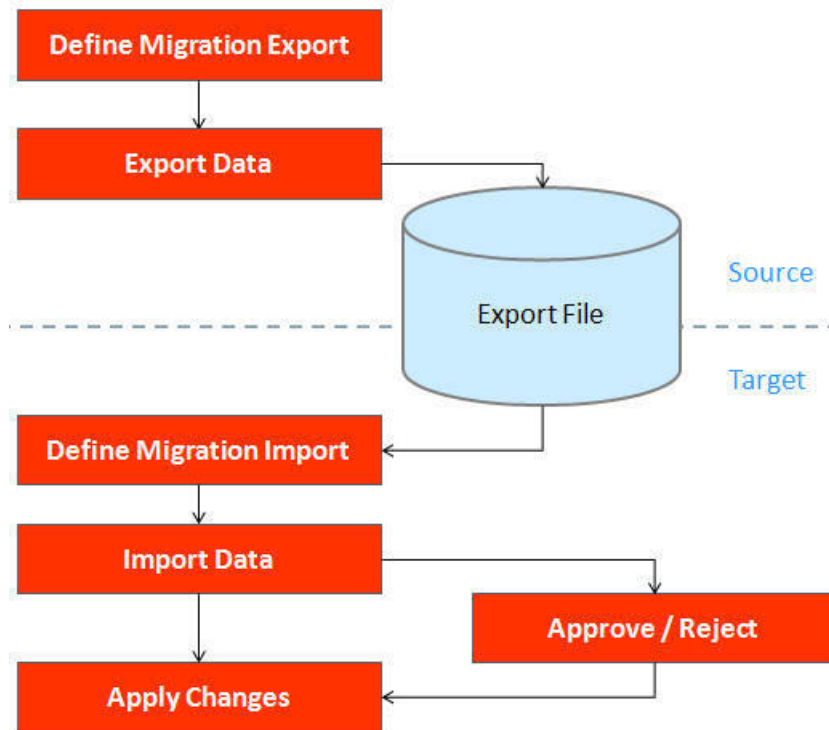 Define Migration Export
Export Data
Source
Export File
Target
Define Migration Import
Import Data
Approve / Reject
Apply Changes